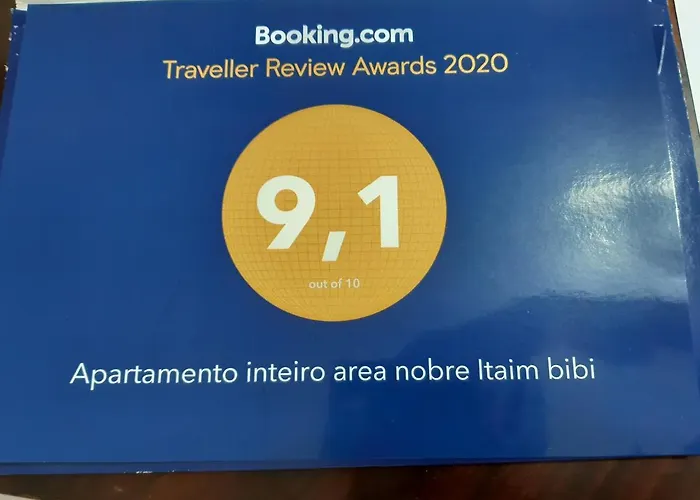 Booking.com
Traveller Review Awards 2020
9,1
out of 10
Apartamento inteiro area nobre Itaim bibi